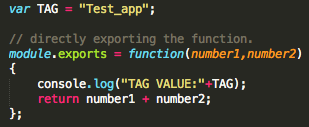 var TAG = "Test_app";
// directly exporting the function.
module.exports = function(number1,number2)
{
console.log("TAG VALUE:"+TAG);
return number1 + number2;
};